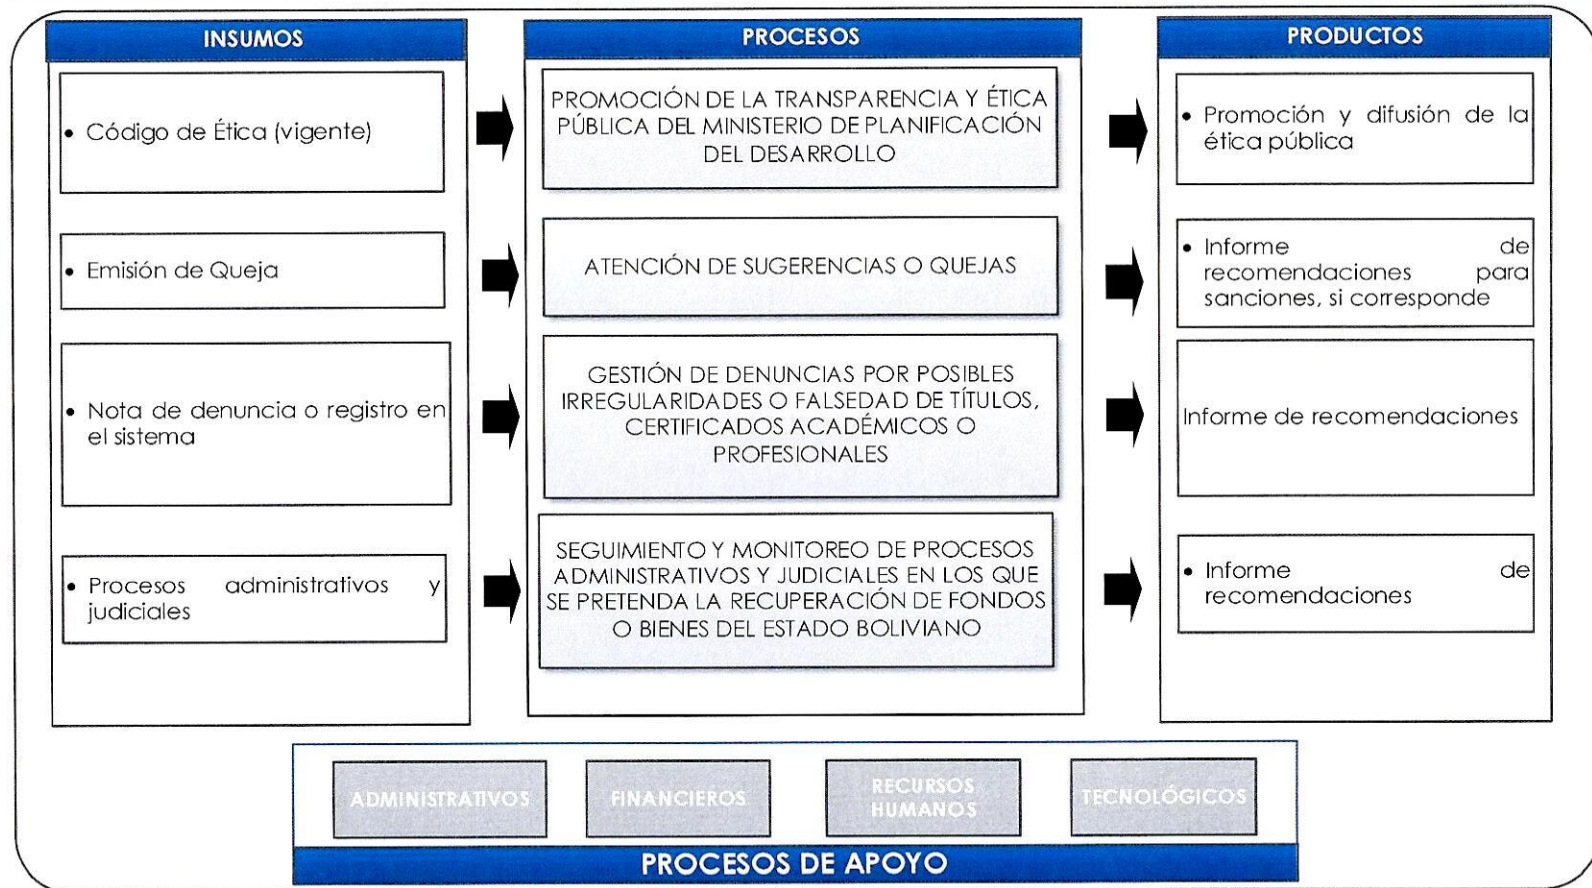 INSUMOS
PROCESOS
PRODUCTOS
• Código de Ética (vigente)
PROMOCIÓN DE LA TRANSPARENCIA Y ÉTICA
PÚBLICA DEL MINISTERIO DE PLANIFICACIÓN
DEL DESARROLLO
• Promoción y difusión de la
ética pública
• Emisión de Queja
ATENCIÓN DE SUGERENCIAS O QUEJAS
• Informe de
recomendaciones para
sanciones, si corresponde
• Nota de denuncia o registro en
el sistema
GESTIÓN DE DENUNCIAS POR POSIBLES
IRREGULARIDADES O FALSEDAD DE TÍTULOS,
CERTIFICADOS ACADÉMICOS O
PROFESIONALES
Informe de recomendaciones
• Procesos administrativos y
judiciales
SEGUIMIENTO Y MONITOREO DE PROCESOS
ADMINISTRATIVOS Y JUDICIALES EN LOS QUE
SE PRETENDA LA RECUPERACIÓN DE FONDOS
O BIENES DEL ESTADO BOLIVIANO
• Informe de
recomendaciones
ADMINISTRATIVOS
FINANCIEROS
RECURSOS
HUMANOS
TECNOLÓGICOS
PROCESOS DE APOYO